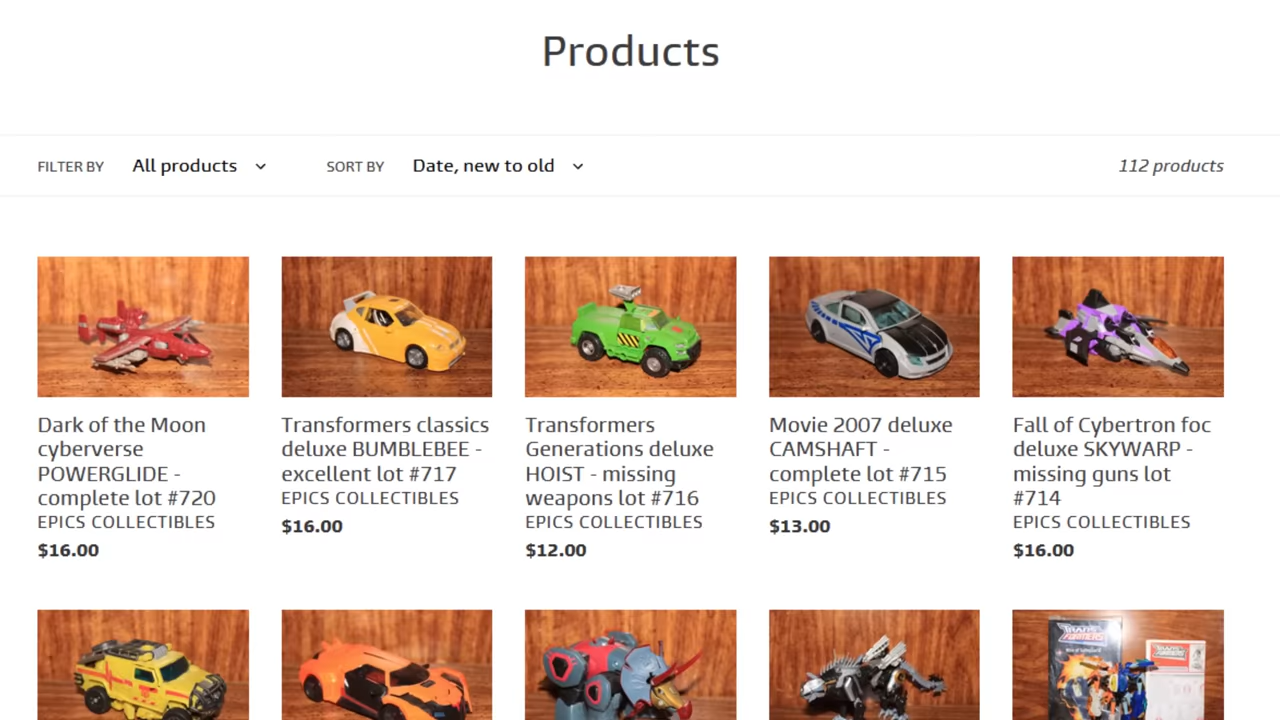 Products
FILTER BY All products SORT BY Date, new to old 112 products
Dark of the Moon
cyberverse
POWERGLIDE -
complete lot #720
EPICS COLLECTIBLES
$16.00
Transformers classics
deluxe BUMBLEBEE -
excellent lot #717
EPICS COLLECTIBLES
$16.00
Transformers
Generations deluxe
HOIST - missing
weapons lot #716
EPICS COLLECTIBLES
$12.00
Movie 2007 deluxe
CAMSHAFT -
complete lot #715
EPICS COLLECTIBLES
$13.00
Fall of Cybertron foc
deluxe SKYWARP -
missing guns lot
#714
EPICS COLLECTIBLES
$16.00
TRANSFORMERS
TRANSFORMERS